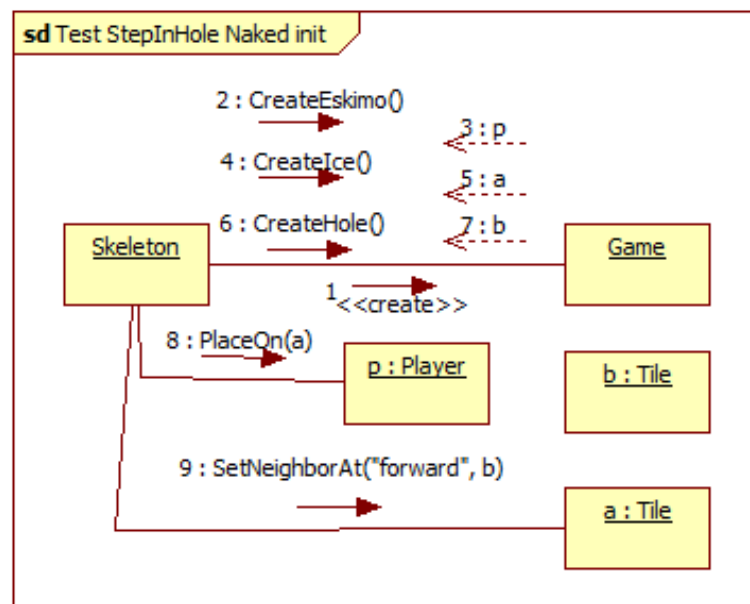 sd Test StepInHole Naked init
2 : CreateEskimo()
3 : p
4 : CreateIce()
5 : a
6 : CreateHole()
7 : b
Skeleton
Game
1
<<create>>
8 : PlaceOn(a)
p : Player
b : Tile
9 : SetNeighborAt("forward", b)
a : Tile